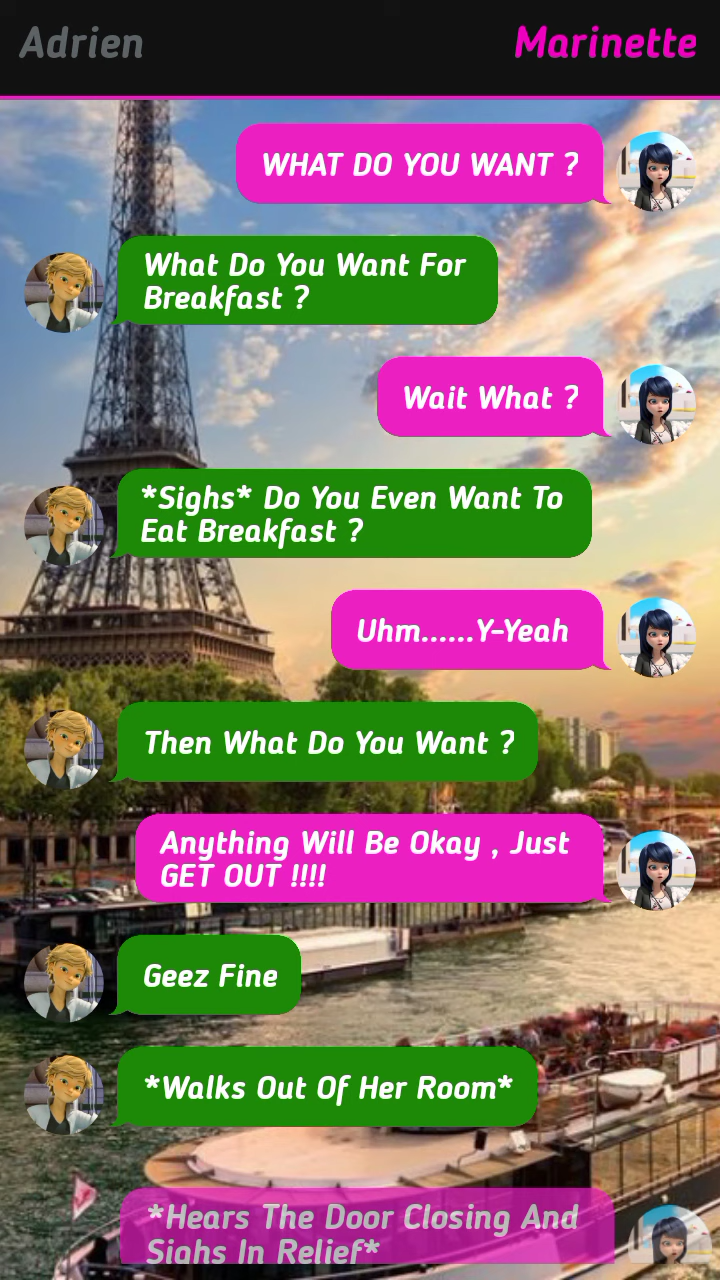 Adrien
Marinette
WHAT DO YOU WANT ?
What Do You Want For
Breakfast ?
Wait What ?
*Sighs* Do You Even Want To
Eat Breakfast ?
Uhm......Y-Yeah
Then What Do You Want ?
Anything Will Be Okay , Just
GET OUT !!!!
Geez Fine
*Walks Out Of Her Room*
*Hears The Door Closing And
Sighs In Relief*